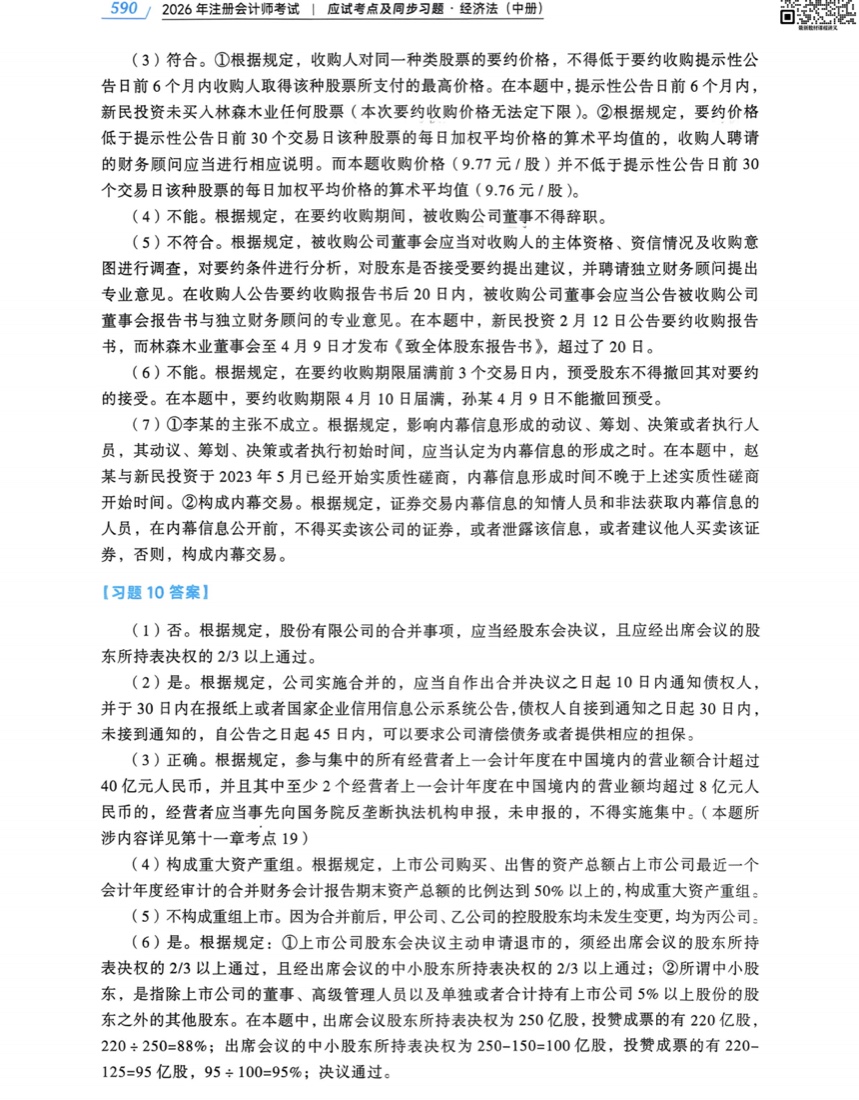 590 2026 年注册会计师考试 | 应试考点及同步习题 · 经济法（中册）
（3）符合。①根据规定，收购人对同一种类股票的要约价格，不得低于要约收购提示性公
告日前 6 个月内收购人取得该种股票所支付的最高价格。在本题中，提示性公告日前 6 个月内，
新民投资未买入林森木业任何股票（本次要约收购价格无法定下限）。②根据规定，要约价格
低于提示性公告日前 30 个交易日该种股票的每日加权平均价格的算术平均值的，收购人聘请
的财务顾问应当进行相应说明。而本题收购价格（9.77 元 / 股）并不低于提示性公告日前 30
个交易日该种股票的每日加权平均价格的算术平均值（9.76 元 / 股）。
（4）不能。根据规定，在要约收购期间，被收购公司董事不得辞职。
（5）不符合。根据规定，被收购公司董事会应当对收购人的主体资格、资信情况及收购意
图进行调查，对要约条件进行分析，对股东是否接受要约提出建议，并聘请独立财务顾问提出
专业意见。在收购人公告要约收购报告书后 20 日内，被收购公司董事会应当公告被收购公司
董事会报告书与独立财务顾问的专业意见。在本题中，新民投资 2 月 12 日公告要约收购报告
书，而林森木业董事会至 4 月 9 日才发布《致全体股东报告书》，超过了 20 日。
（6）不能。根据规定，在要约收购期限届满前 3 个交易日内，预受股东不得撤回其对要约
的接受。在本题中，要约收购期限 4 月 10 日届满，孙某 4 月 9 日不能撤回预受。
（7）①李某的主张不成立。根据规定，影响内幕信息形成的动议、筹划、决策或者执行人
员，其动议、筹划、决策或者执行初始时间，应当认定为内幕信息的形成之时。在本题中，赵
某与新民投资于 2023 年 5 月已经开始实质性磋商，内幕信息形成时间不晚于上述实质性磋商
开始时间。②构成内幕交易。根据规定，证券交易内幕信息的知情人员和非法获取内幕信息的
人员，在内幕信息公开前，不得买卖该公司的证券，或者泄露该信息，或者建议他人买卖该证
券，否则，构成内幕交易。
【习题 10 答案】
（1）否。根据规定，股份有限公司的合并事项，应当经股东会决议，且应经出席会议的股
东所持表决权的 2/3 以上通过。
（2）是。根据规定，公司实施合并的，应当自作出合并决议之日起 10 日内通知债权人，
并于 30 日内在报纸上或者国家企业信用信息公示系统公告，债权人自接到通知之日起 30 日内，
未接到通知的，自公告之日起 45 日内，可以要求公司清偿债务或者提供相应的担保。
（3）正确。根据规定，参与集中的所有经营者上一会计年度在中国境内的营业额合计超过
40 亿元人民币，并且其中至少 2 个经营者上一会计年度在中国境内的营业额均超过 8 亿元人
民币的，经营者应当事先向国务院反垄断执法机构申报，未申报的，不得实施集中。（本题所
涉内容详见第十一章考点 19）
（4）构成重大资产重组。根据规定，上市公司购买、出售的资产总额占上市公司最近一个
会计年度经审计的合并财务会计报告期末资产总额的比例达到 50% 以上的，构成重大资产重组。
（5）不构成重组上市。因为合并前后，甲公司、乙公司的控股股东均未发生变更，均为丙公司。
（6）是。根据规定：①上市公司股东会决议主动申请退市的，须经出席会议的股东所持
表决权的 2/3 以上通过，且经出席会议的中小股东所持表决权的 2/3 以上通过；②所谓中小股
东，是指除上市公司的董事、高级管理人员以及单独或者合计持有上市公司 5% 以上股份的股
东之外的其他股东。在本题中，出席会议股东所持表决权为 250 亿股，投赞成票的有 220 亿股，
220 ÷ 250=88%；出席会议的中小股东所持表决权为 250-150=100 亿股，投赞成票的有 220-
125=95 亿股，95 ÷ 100=95%；决议通过。